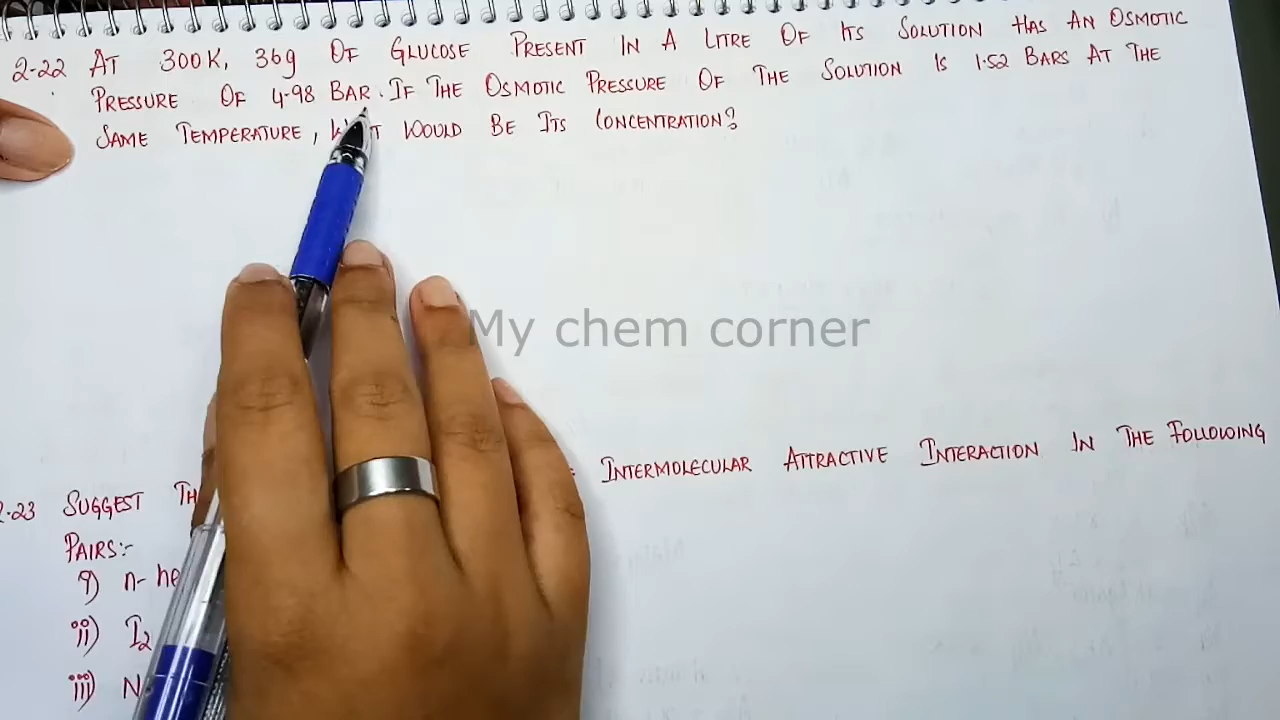 2.22 AT 300K, 36g OF GLUCOSE PRESENT IN A LITRE OF ITS SOLUTION HAS AN OSMOTIC
PRESSURE OF 4.98 BAR. IF THE OSMOTIC PRESSURE OF THE SOLUTION IS 1.52 BARS AT THE
SAME TEMPERATURE, WOULD BE ITS CONCENTRATION?
My chem corner
2.23 SUGGEST INTERMOLECULAR ATTRACTIVE INTERACTION IN THE FOLLOWING
PAIRS:-
i) n-
ii) I2
iii) N